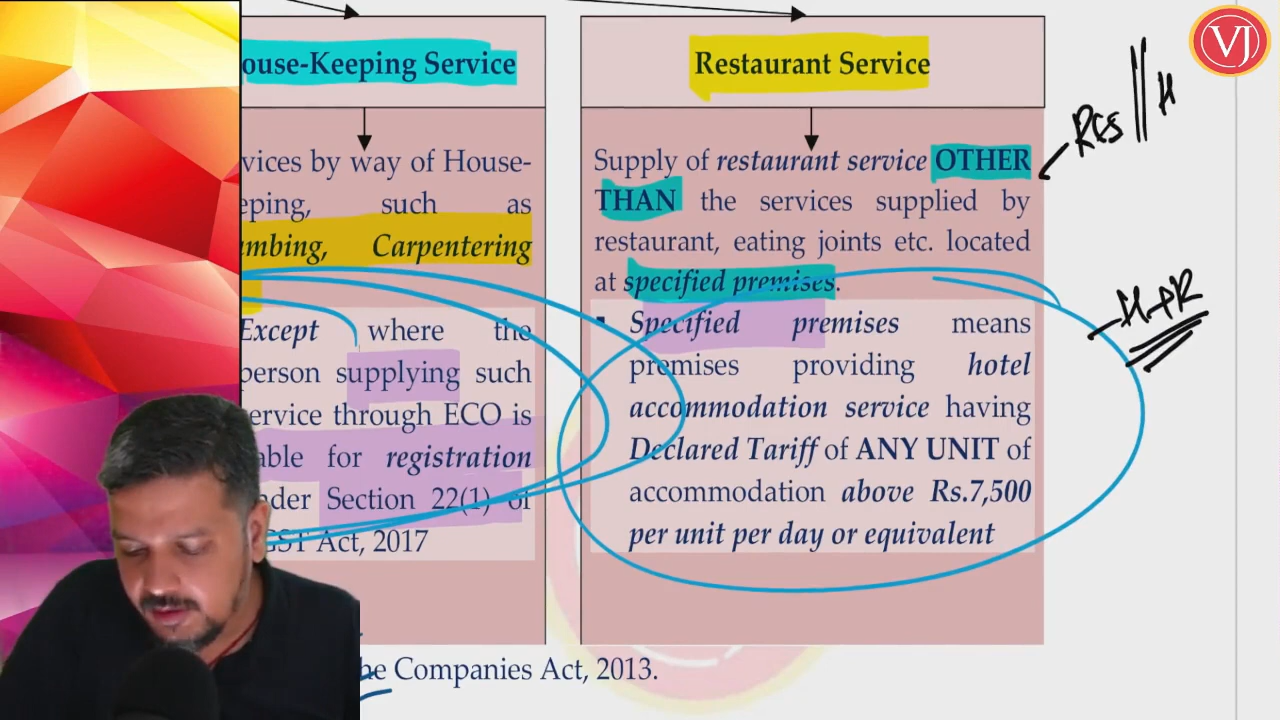 VJ
ouse-Keeping Service
vices by way of House-
eping, such as
umbing, Carpentering
Except where the
person supplying such
service through ECO is
able for registration
nder Section 22(1) of
GST Act, 2017
Restaurant Service
Supply of restaurant service OTHER
THAN the services supplied by
restaurant, eating joints etc. located
at specified premises.
▪ Specified premises means
premises providing hotel
accommodation service having
Declared Tariff of ANY UNIT of
accommodation above Rs.7,500
per unit per day or equivalent
Res || H
H+R
he Companies Act, 2013.